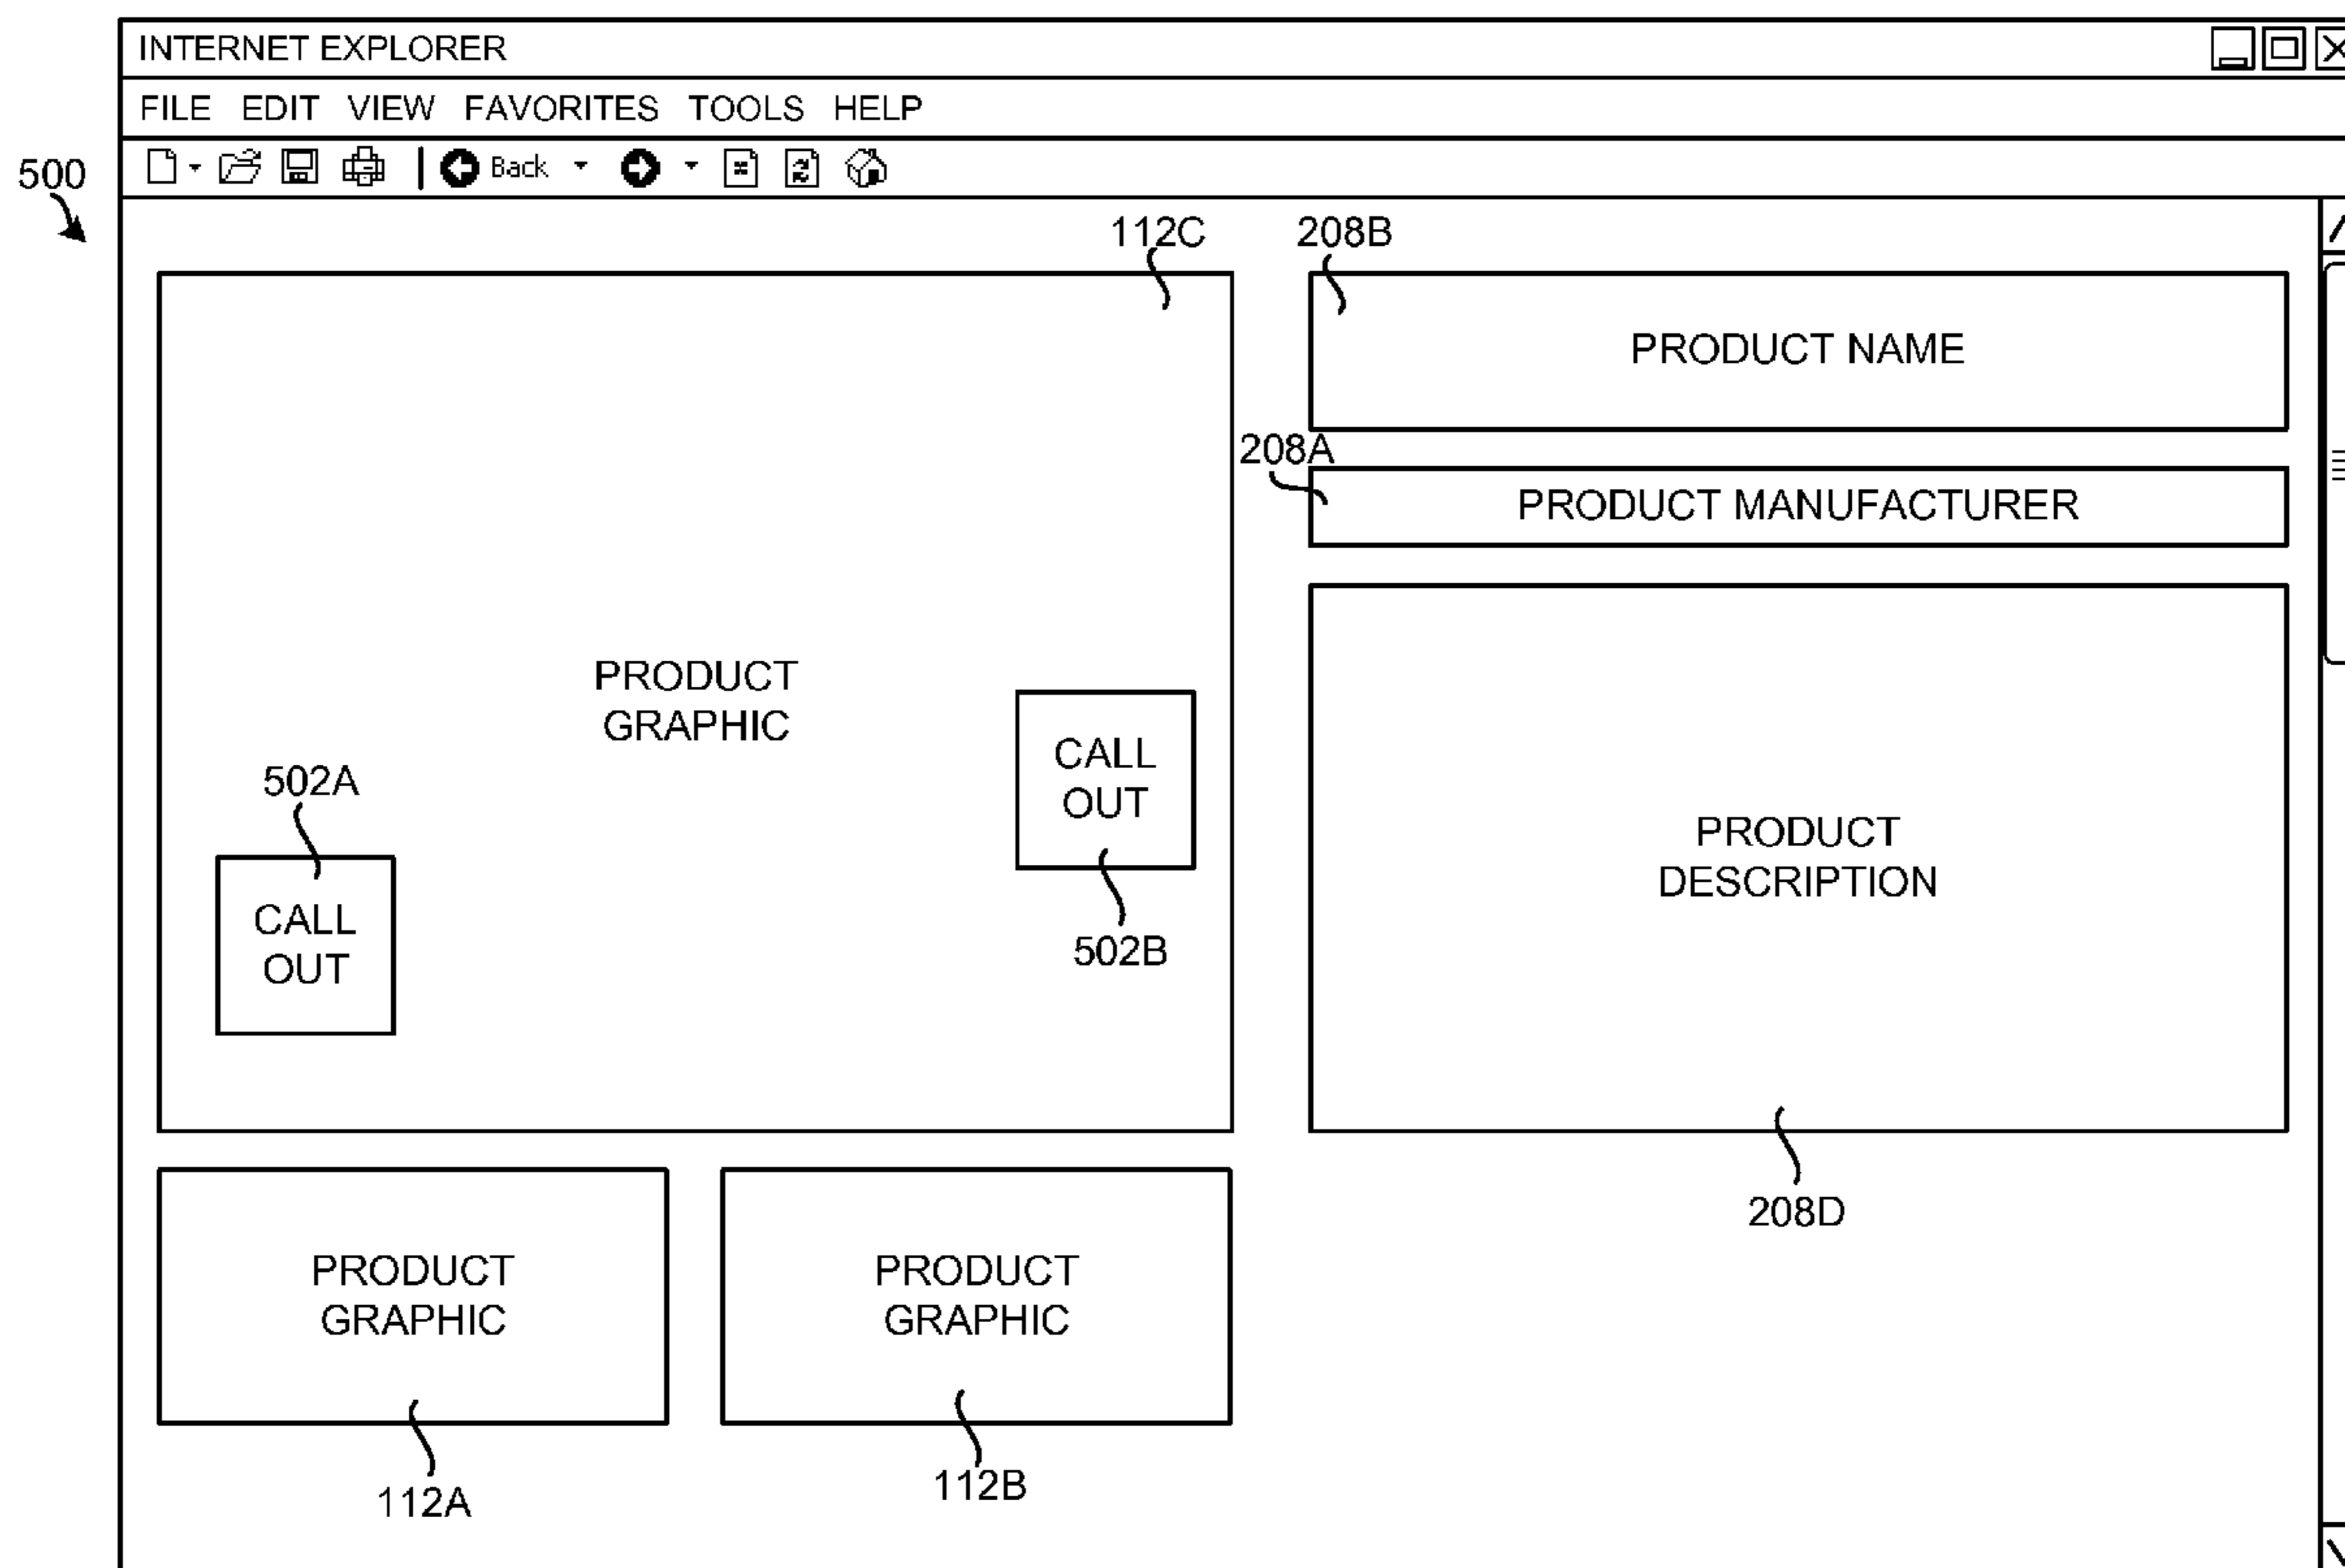 INTERNET EXPLORER
FILE EDIT VIEW FAVORITES TOOLS HELP
500
Back
112C
208B
PRODUCT NAME
208A
PRODUCT MANUFACTURER
PRODUCT
GRAPHIC
502A
CALL
OUT
CALL
OUT
502B
PRODUCT
DESCRIPTION
208D
PRODUCT
GRAPHIC
112A
PRODUCT
GRAPHIC
112B